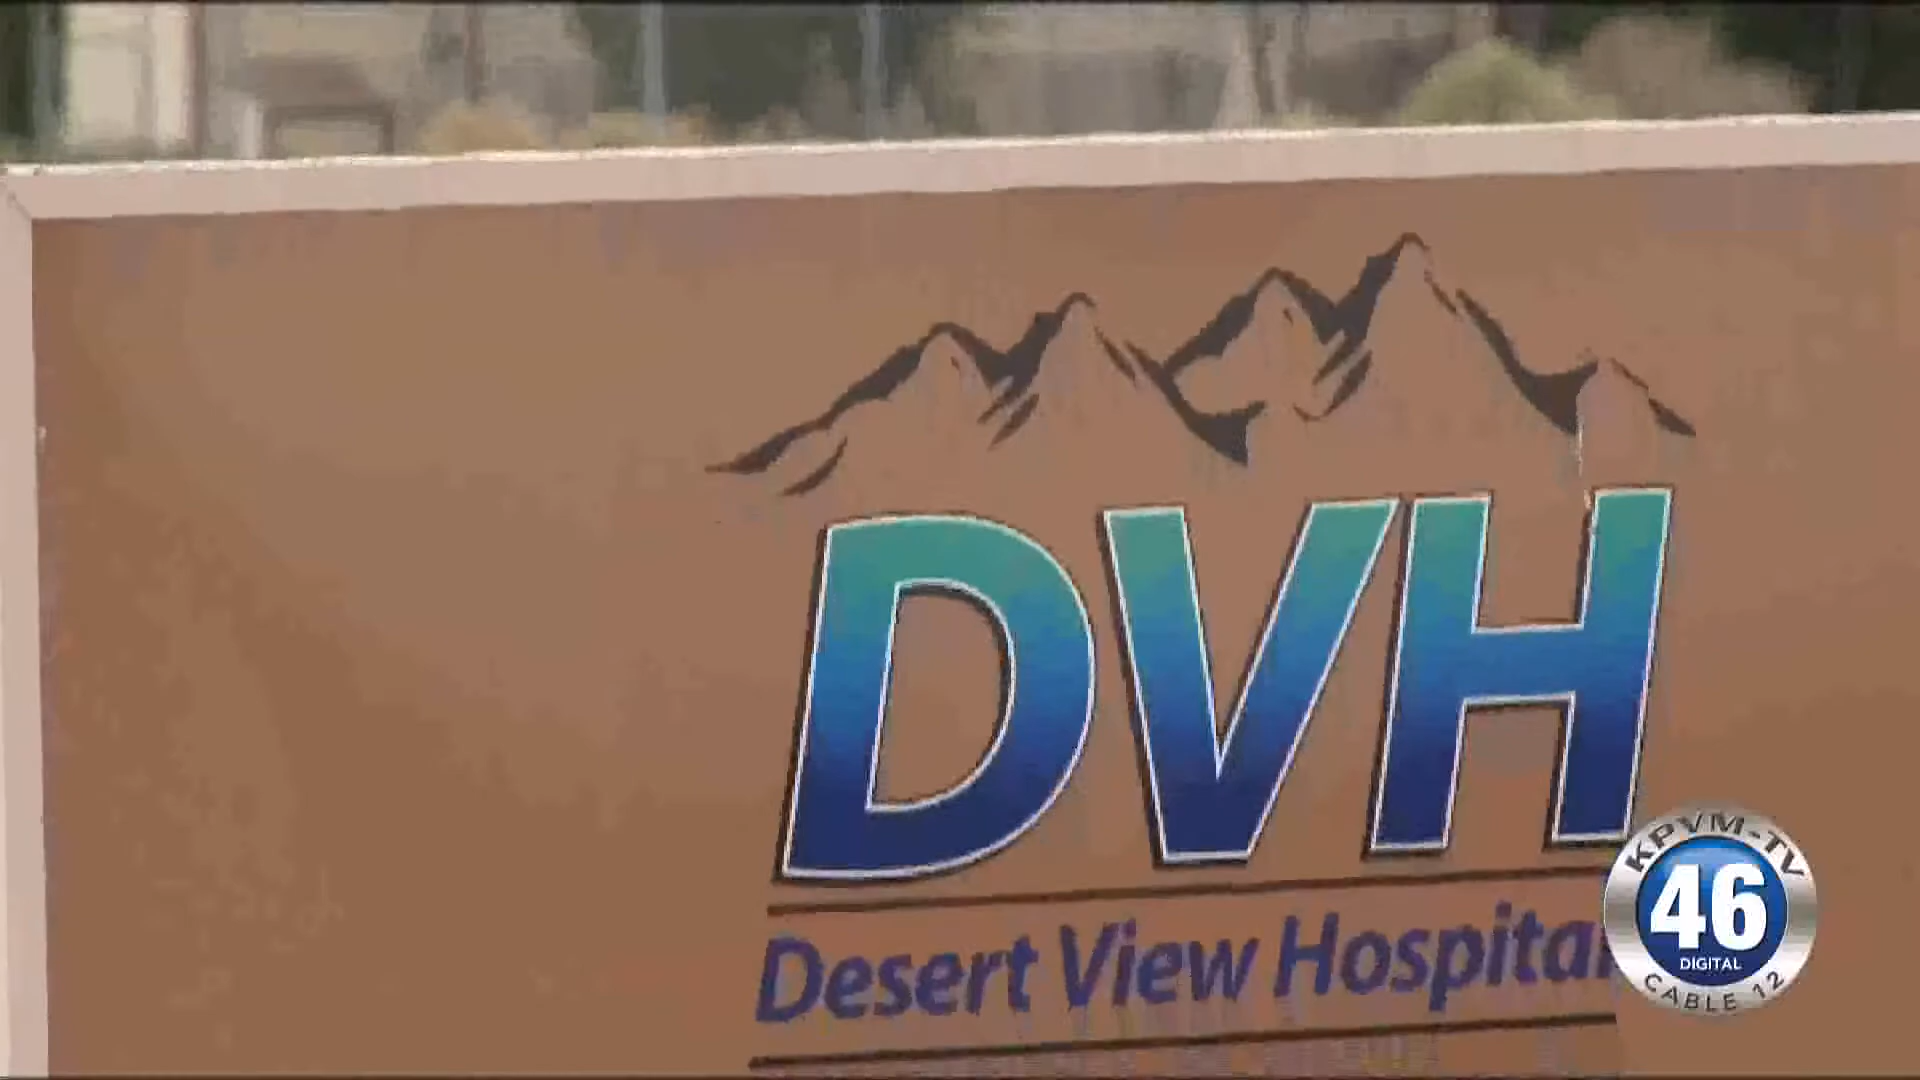 DVH
Desert View Hospital
KPVM-TV
46
DIGITAL
CABLE 12